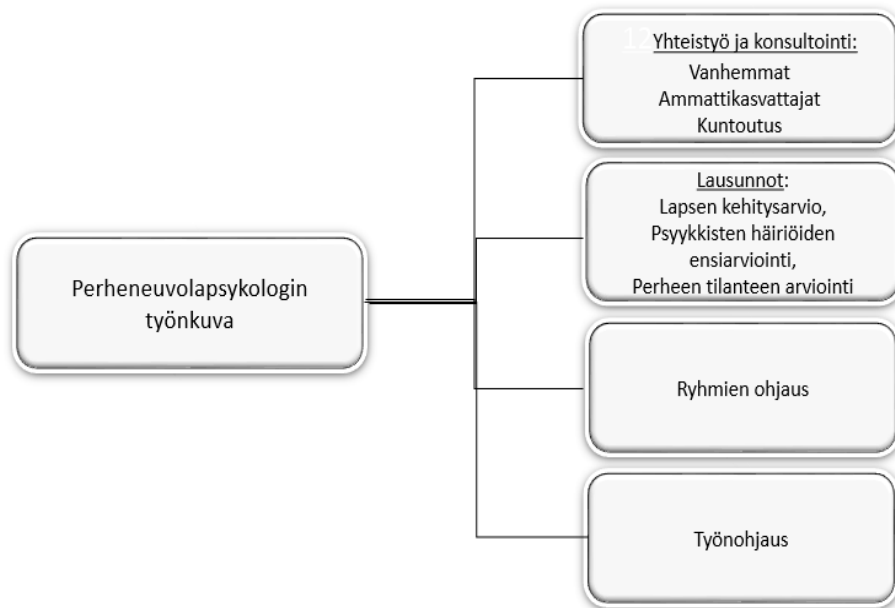 Perheneuvolapsykologin
työnkuva
12 Yhteistyö ja konsultointi:
Vanhemmat
Ammattikasvattajat
Kuntoutus
Lausunnot:
Lapsen kehitysarvio,
Psyykkisten häiriöiden
ensiarviointi,
Perheen tilanteen arviointi
Ryhmien ohjaus
Työnohjaus